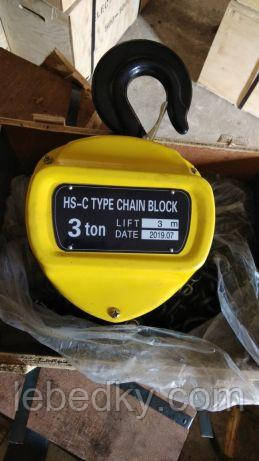 HS-C TYPE CHAIN BLOCK
3 ton
LIFT 3 m
DATE 2019.07
lebedky.com